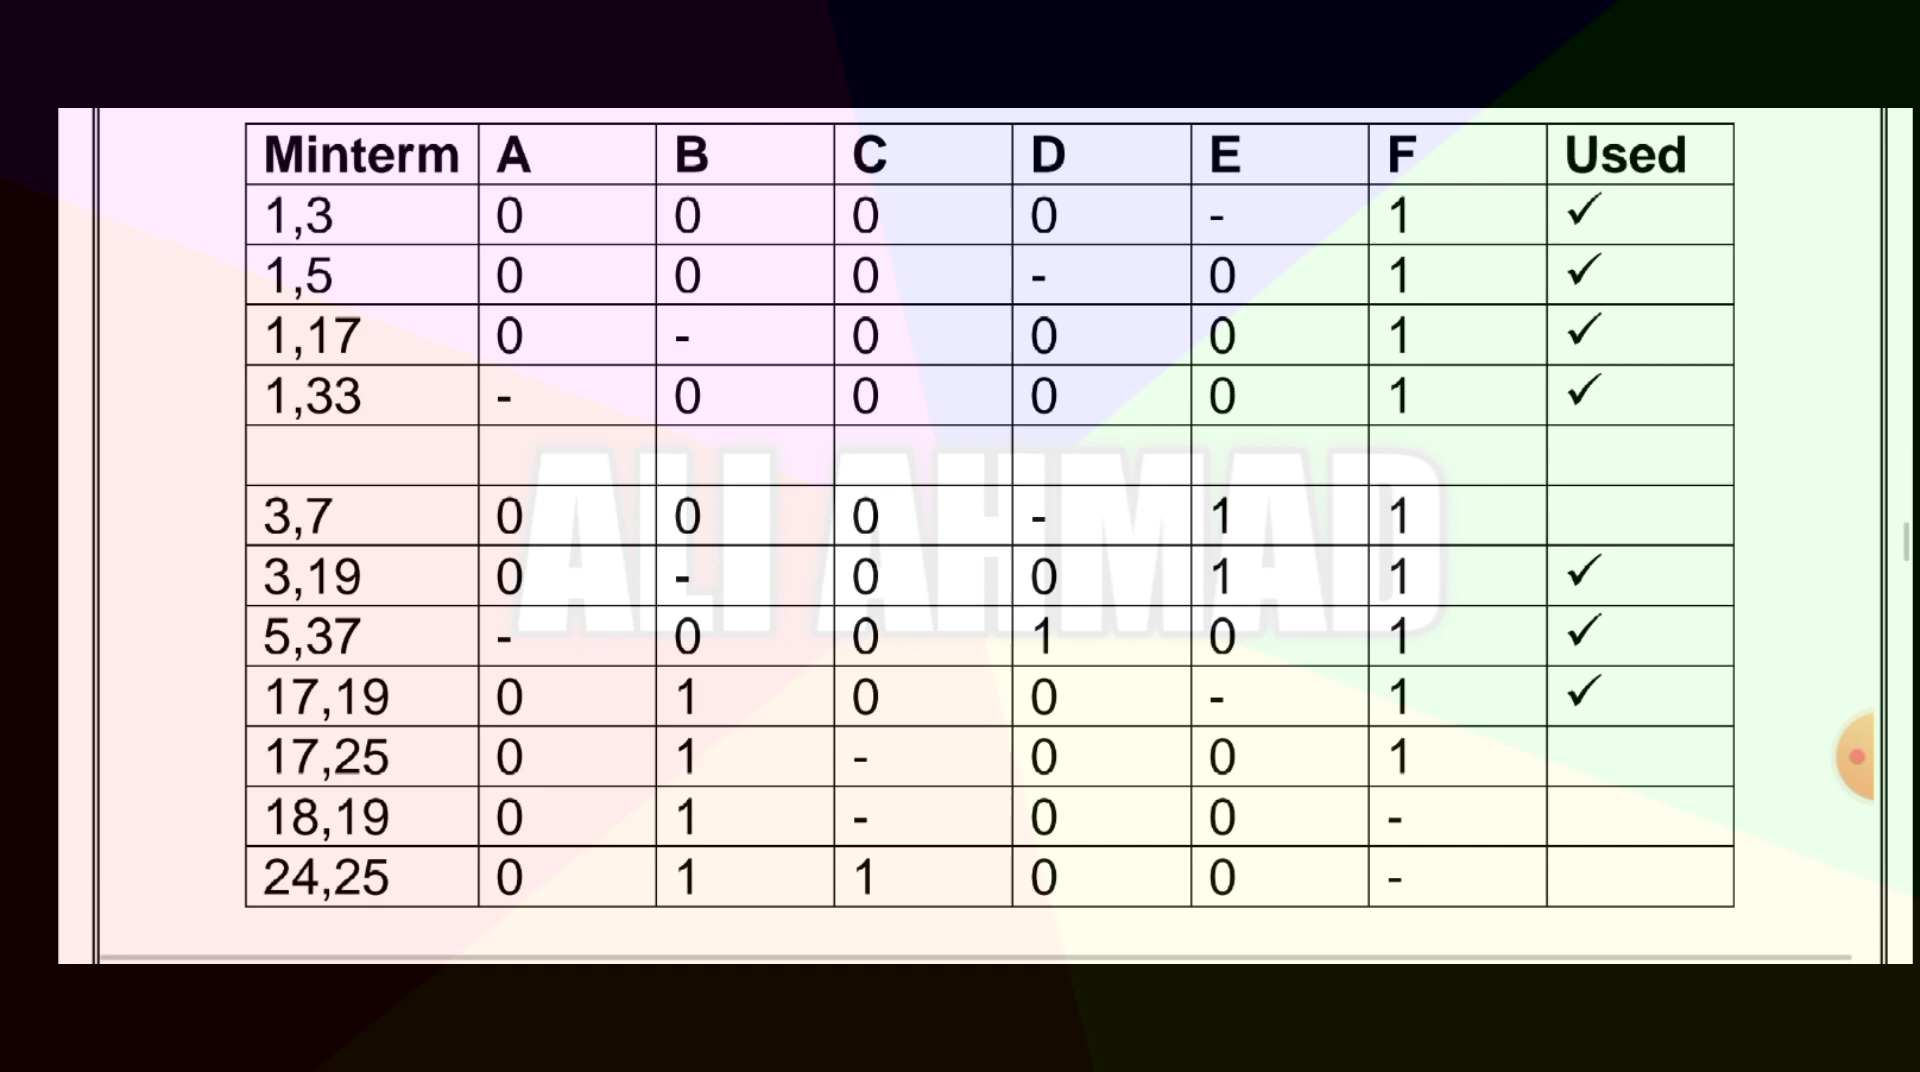 Minterm A B C D E F Used
1,3 0 0 0 0 - 1 ✓
1,5 0 0 0 - 0 1 ✓
1,17 0 - 0 0 0 1 ✓
1,33 - 0 0 0 0 1 ✓
ALI AHMAD
3,7 0 0 0 - 1 1
3,19 0 - 0 0 1 1 ✓
5,37 - 0 0 1 0 1 ✓
17,19 0 1 0 0 - 1 ✓
17,25 0 1 - 0 0 1
18,19 0 1 - 0 0 -
24,25 0 1 1 0 0 -